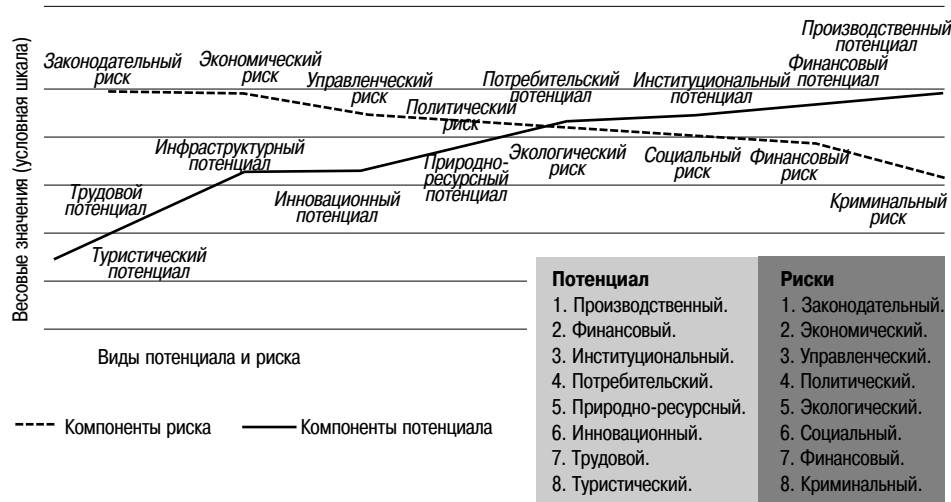 Весовые значения (условная шкала)
Производственный
потенциал
Законодательный
риск
Экономический
риск
Управленческий
риск
Политический
риск
Потребительский
потенциал
Институциональный
потенциал
Финансовый
потенциал
Инфраструктурный
потенциал
Природно-
ресурсный
потенциал
Экологический
риск
Социальный
риск
Финансовый
риск
Трудовой
потенциал
Инновационный
потенциал
Криминальный
риск
Туристический
потенциал
Виды потенциала и риска
Компоненты риска
Компоненты потенциала
Потенциал
1. Производственный.
2. Финансовый.
3. Институциональный.
4. Потребительский.
5. Природно-ресурсный.
6. Инновационный.
7. Трудовой.
8. Туристический.
Риски
1. Законодательный.
2. Экономический.
3. Управленческий.
4. Политический.
5. Экологический.
6. Социальный.
7. Финансовый.
8. Криминальный.